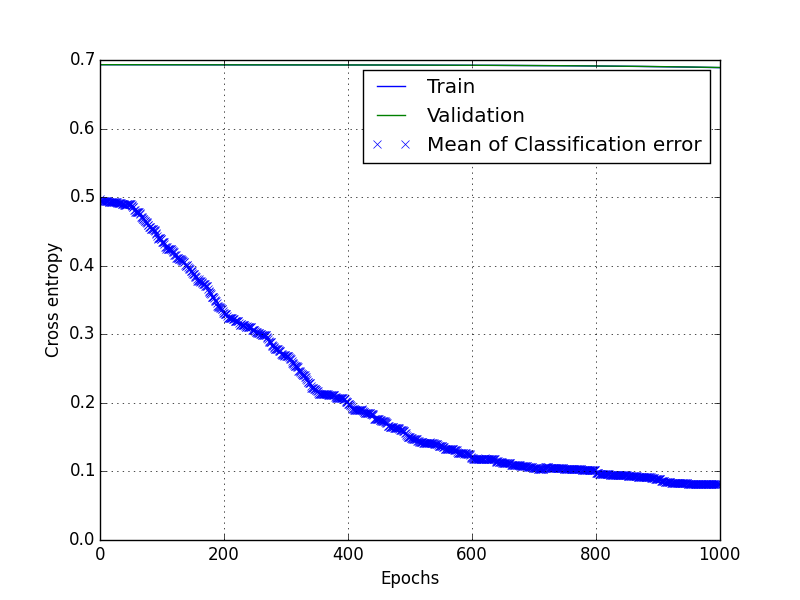 0.7
0.6
0.5
0.4
0.3
0.2
0.1
0.0
Cross entropy
Train
Validation
Mean of Classification error
0 200 400 600 800 1000
Epochs